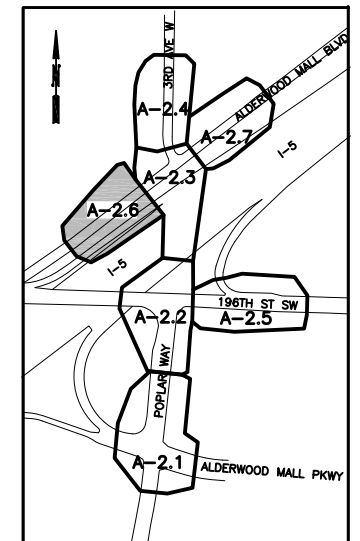 3RD AVE W
A-2.4
ALDERWOOD MALL BLVD
A-2.7
I-5
A-2.3
A-2.6
I-5
196TH ST SW
A-2.5
A-2.2
POPLAR WAY
A-2.1
ALDERWOOD MALL PKWY